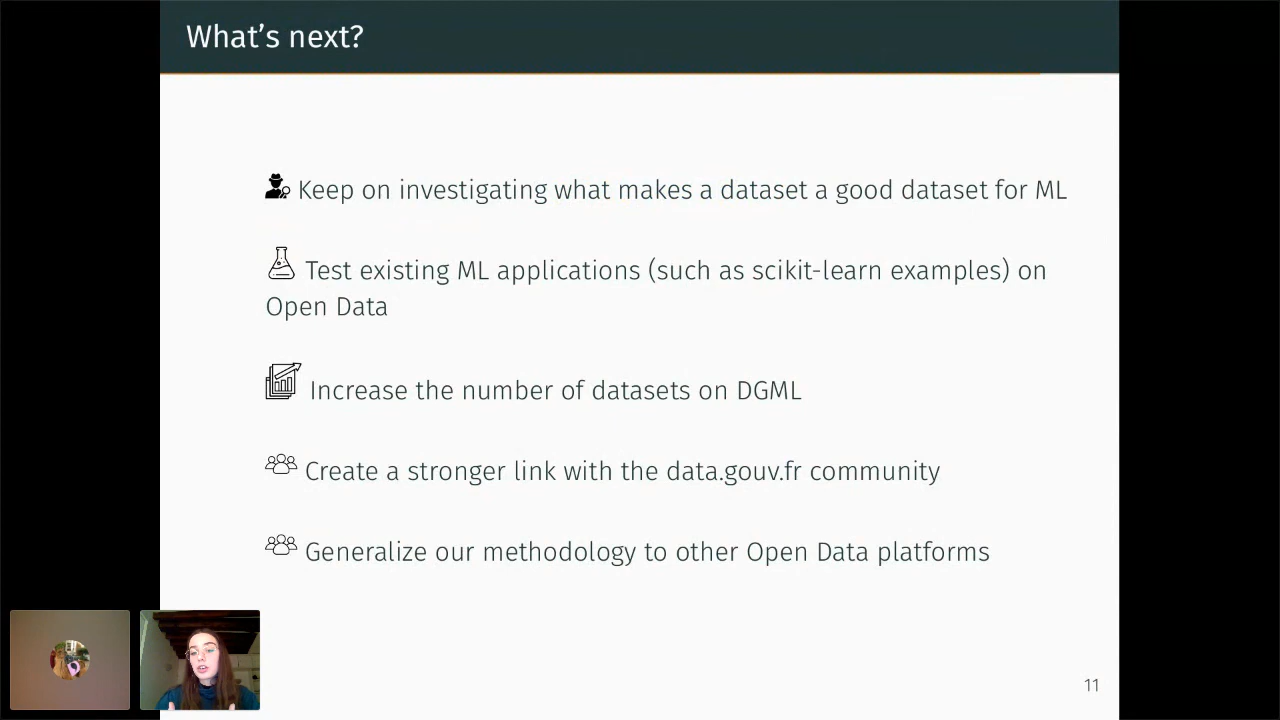 What's next?
Keep on investigating what makes a dataset a good dataset for ML
Test existing ML applications (such as scikit-learn examples) on
Open Data
Increase the number of datasets on DGML
Create a stronger link with the data.gouv.fr community
Generalize our methodology to other Open Data platforms
11